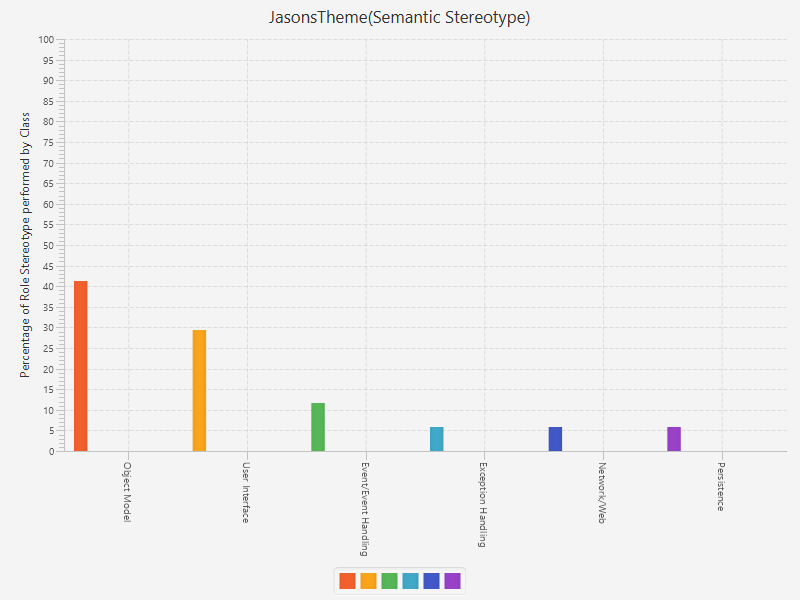 JasonsTheme(Semantic Stereotype)
Percentage of Role Stereotype performed by Class
100
95
90
85
80
75
70
65
60
55
50
45
40
35
30
25
20
15
10
5
0
Object Model
User Interface
Event/Event Handling
Exception Handling
Network/Web
Persistence